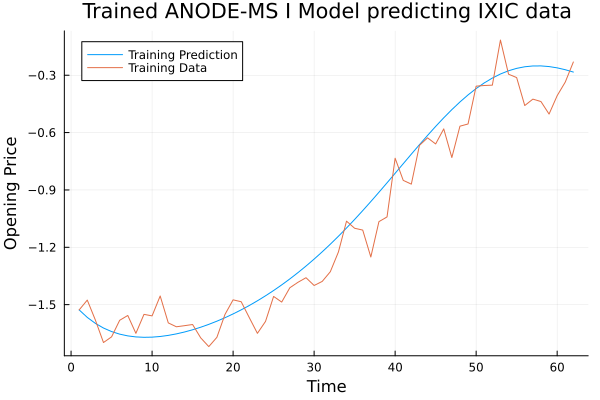 Trained ANODE-MS I Model predicting IXIC data
Training Prediction
Training Data
Opening Price
−0.3
−0.6
−0.9
−1.2
−1.5
0 10 20 30 40 50 60
Time